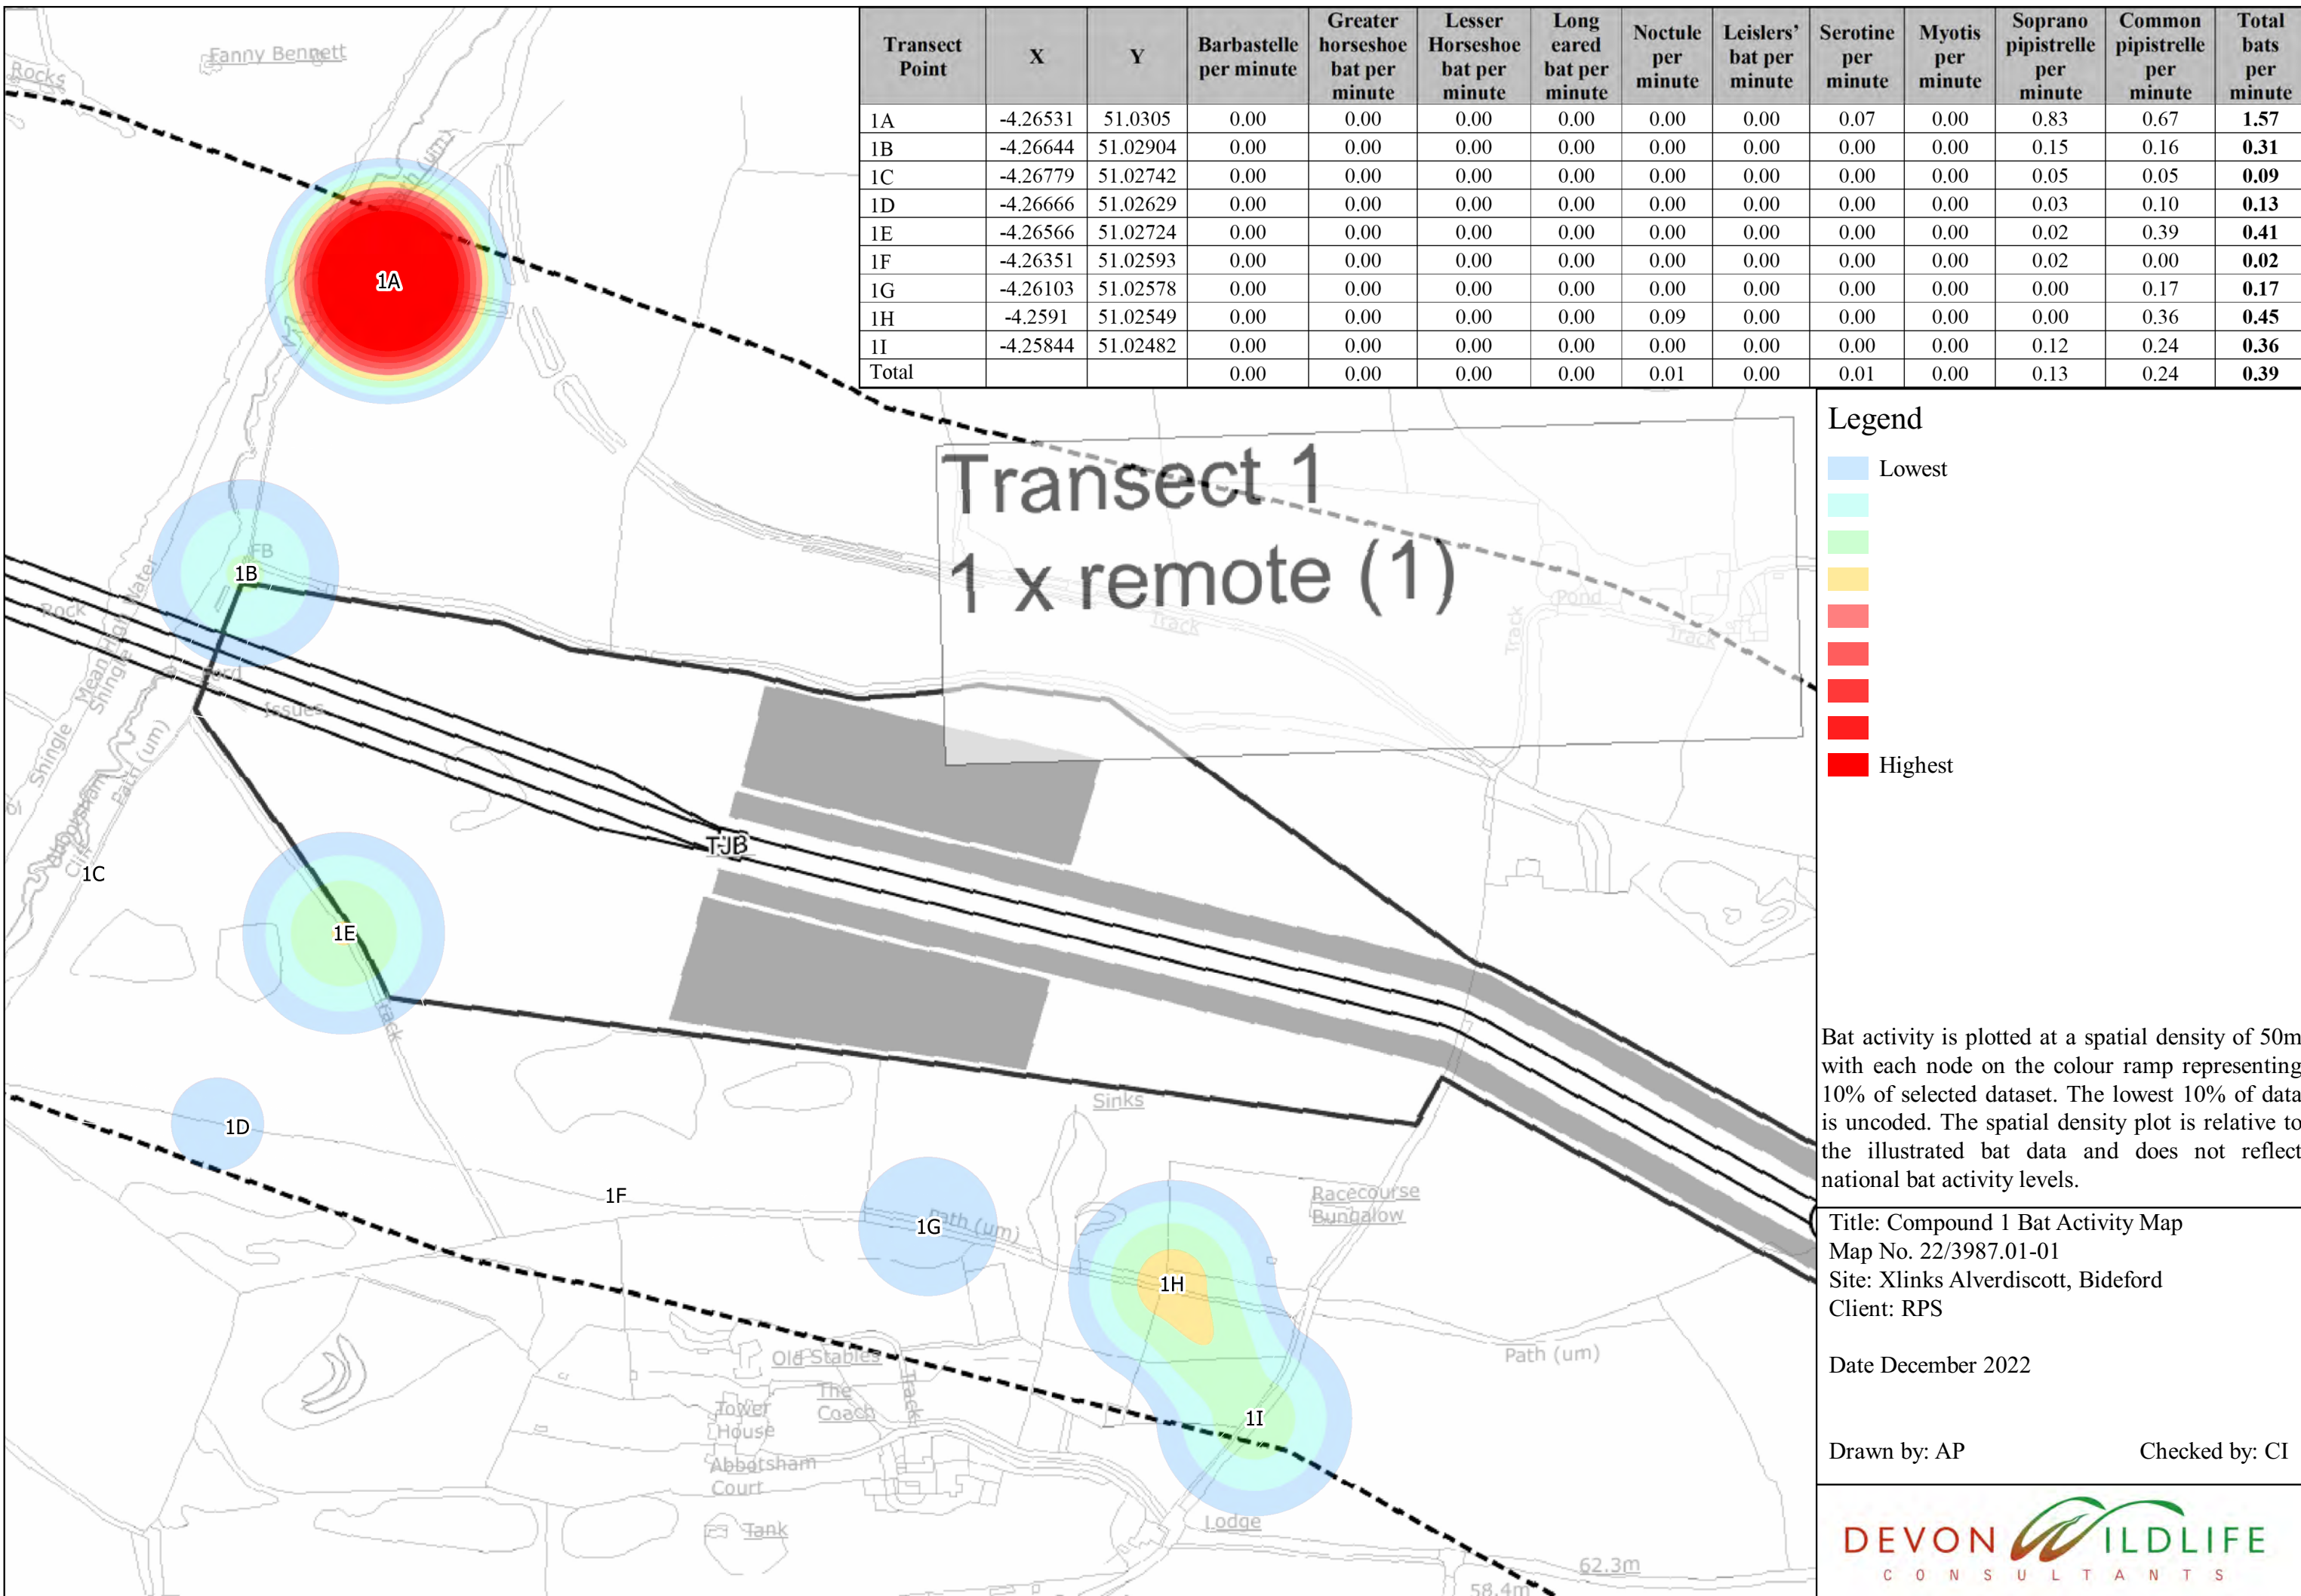 Transect Point | X | Y | Barbastelle per minute | Greater horseshoe bat per minute | Lesser Horseshoe bat per minute | Long eared bat per minute | Noctule per minute | Leislers’ bat per minute | Serotine per minute | Myotis per minute | Soprano pipistrelle per minute | Common pipistrelle per minute | Total bats per minute
1A | -4.26531 | 51.0305 | 0.00 | 0.00 | 0.00 | 0.00 | 0.00 | 0.00 | 0.07 | 0.00 | 0.83 | 0.67 | 1.57
1B | -4.26644 | 51.02904 | 0.00 | 0.00 | 0.00 | 0.00 | 0.00 | 0.00 | 0.00 | 0.00 | 0.15 | 0.16 | 0.31
1C | -4.26779 | 51.02742 | 0.00 | 0.00 | 0.00 | 0.00 | 0.00 | 0.00 | 0.00 | 0.00 | 0.05 | 0.05 | 0.09
1D | -4.26666 | 51.02629 | 0.00 | 0.00 | 0.00 | 0.00 | 0.00 | 0.00 | 0.00 | 0.00 | 0.03 | 0.10 | 0.13
1E | -4.26566 | 51.02724 | 0.00 | 0.00 | 0.00 | 0.00 | 0.00 | 0.00 | 0.00 | 0.00 | 0.02 | 0.39 | 0.41
1F | -4.26351 | 51.02593 | 0.00 | 0.00 | 0.00 | 0.00 | 0.00 | 0.00 | 0.00 | 0.00 | 0.02 | 0.00 | 0.02
1G | -4.26103 | 51.02578 | 0.00 | 0.00 | 0.00 | 0.00 | 0.00 | 0.00 | 0.00 | 0.00 | 0.00 | 0.17 | 0.17
1H | -4.2591 | 51.02549 | 0.00 | 0.00 | 0.00 | 0.00 | 0.09 | 0.00 | 0.00 | 0.00 | 0.00 | 0.36 | 0.45
1I | -4.25844 | 51.02482 | 0.00 | 0.00 | 0.00 | 0.00 | 0.00 | 0.00 | 0.00 | 0.00 | 0.12 | 0.24 | 0.36
Total | 0.00 | 0.00 | 0.00 | 0.00 | 0.01 | 0.00 | 0.01 | 0.00 | 0.13 | 0.24 | 0.39
Fanny Bennett
Rocks
Path (um)
1A
Transect 1
1 x remote (1)
FB
1B
Rock
Mean High Water
Shingle
Ford
Issues
Shingle
Path (um)
Abbotsham
Cliff
1C
1E
Track
TJB
Track
Track
Pond
Track
1D
1F
1G
Path (um)
Sinks
1H
1I
Racecourse
Bungalow
Path (um)
Old Stables
The
Coach
Track
Tower
House
Abbotsham
Court
Tank
Lodge
62.3m
58.4m
Legend
Lowest
Highest
Bat activity is plotted at a spatial density of 50m
with each node on the colour ramp representing
10% of selected dataset. The lowest 10% of data
is uncoded. The spatial density plot is relative to
the illustrated bat data and does not reflect
national bat activity levels.
Title: Compound 1 Bat Activity Map
Map No. 22/3987.01-01
Site: Xlinks Alverdiscott, Bideford
Client: RPS
Date December 2022
Drawn by: AP Checked by: CI
DEVON WILDLIFE
CONSULTANTS